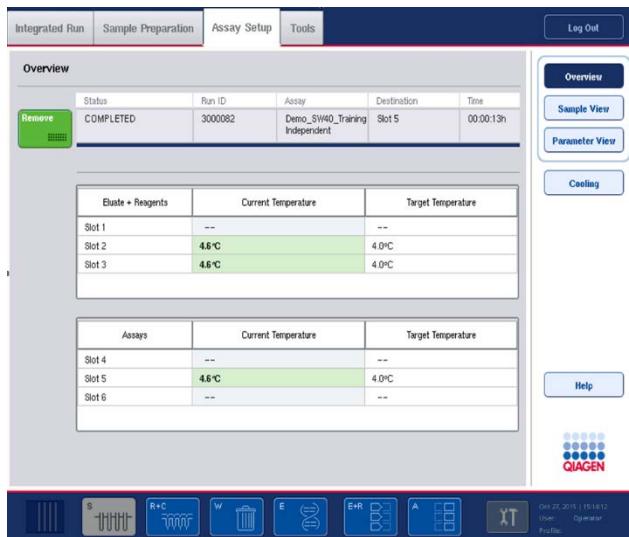 Integrated Run Sample Preparation Assay Setup Tools Log Out
Overview
Overview
Sample View
Parameter View
Cooling
Status Run ID Assay Destination Time
Remove COMPLETED 3000082 Demo_SW40_Training Slot 5 00:00:13h
Independent
Eluate + Reagents Current Temperature Target Temperature
Slot 1 -- --
Slot 2 4.6°C 4.0°C
Slot 3 4.6°C 4.0°C
Assays Current Temperature Target Temperature
Slot 4 -- --
Slot 5 4.6°C 4.0°C
Slot 6 -- --
Help
QIAGEN
S R+C W E E+R A
Oct 27, 2015 | 15:14:12
User: Operator
Profile: